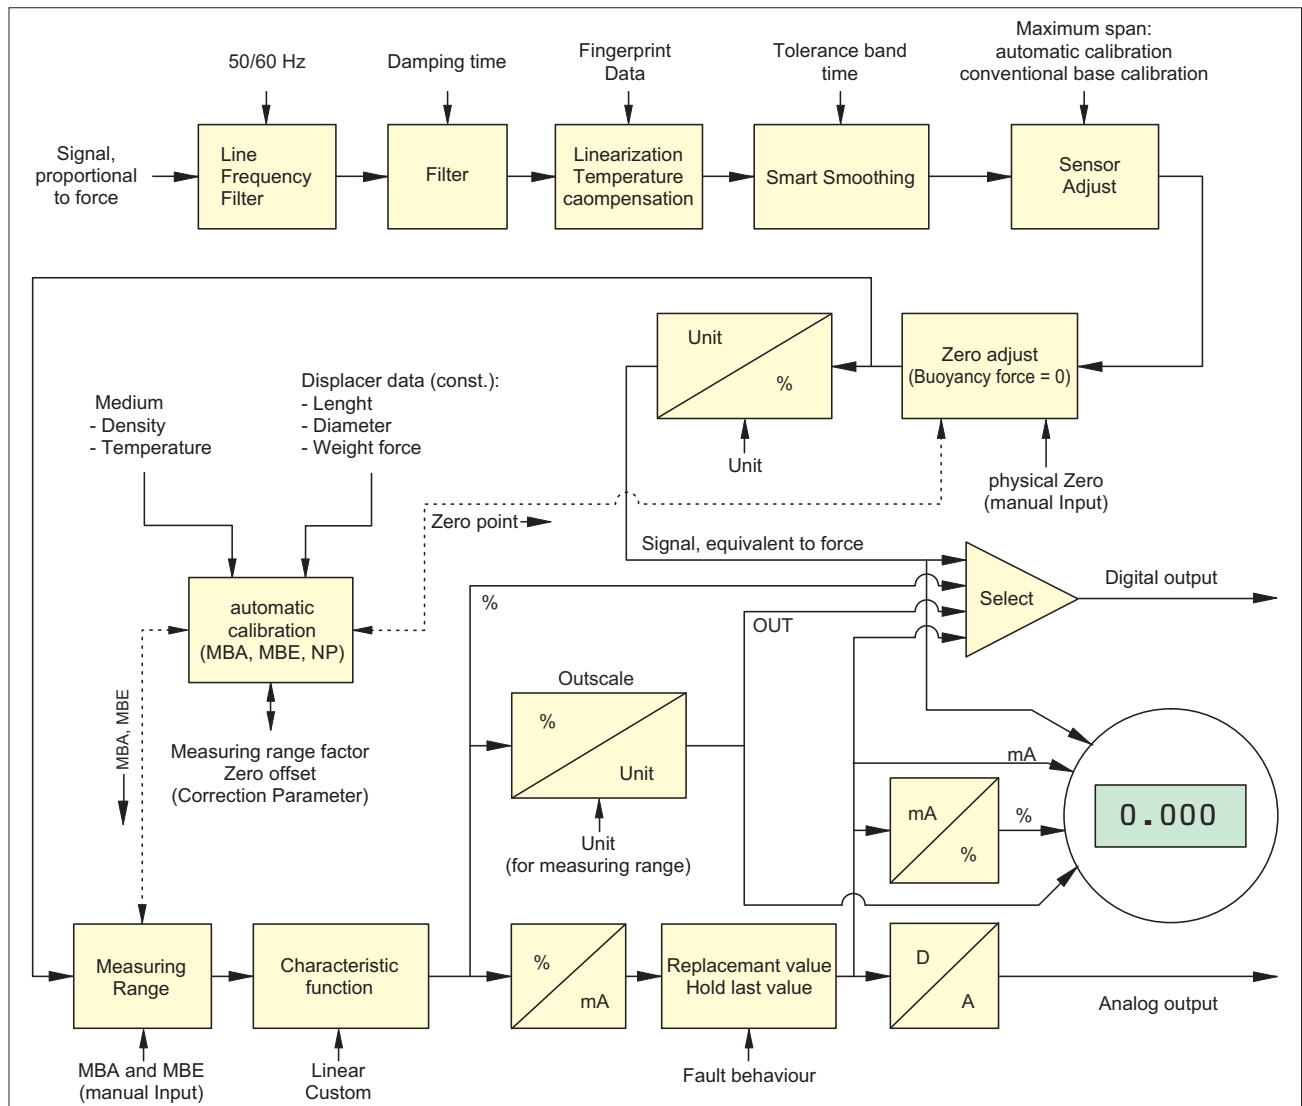 Maximum span:
automatic calibration
conventional base calibration
50/60 Hz
Damping time
Fingerprint
Data
Tolerance band
time
Signal,
proportional
to force
Line
Frequency
Filter
Filter
Linearization
Temperature
caompensation
Smart Smoothing
Sensor
Adjust
Unit
%
Unit
Zero adjust
(Buoyancy force = 0)
physical Zero
(manual Input)
Medium
- Density
- Temperature
Displacer data (const.):
- Lenght
- Diameter
- Weight force
Zero point
Signal, equivalent to force
Select
Digital output
automatic
calibration
(MBA, MBE, NP)
%
OUT
MBA, MBE
Measuring range factor
Zero offset
(Correction Parameter)
Outscale
%
Unit
Unit
(for measuring range)
mA
mA
%
%
0.000
Measuring
Range
MBA and MBE
(manual Input)
Characteristic
function
Linear
Custom
%
mA
Replacemant value
Hold last value
Fault behaviour
D
A
Analog output